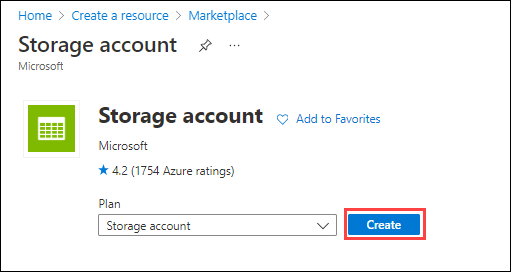 Home > Create a resource > Marketplace >
Storage account ...
Microsoft
Storage account Add to Favorites
Microsoft
★ 4.2 (1754 Azure ratings)
Plan
Storage account Create